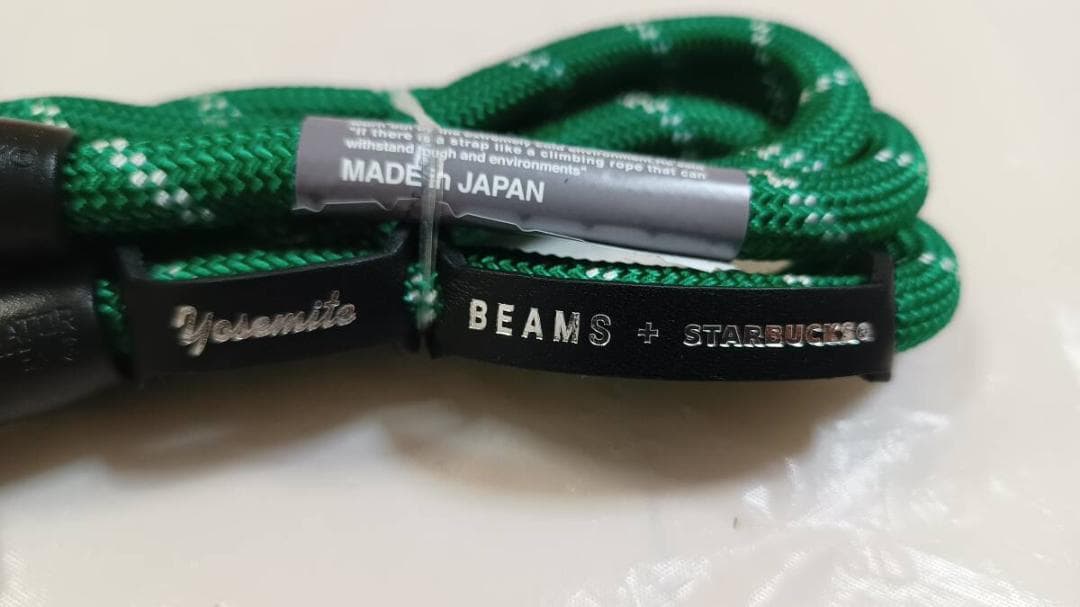 "If there is a strap like a climbing rope that can
withstand tough and environments"
MADE in JAPAN
Yosemite
BEAMS + STARBUCKS®